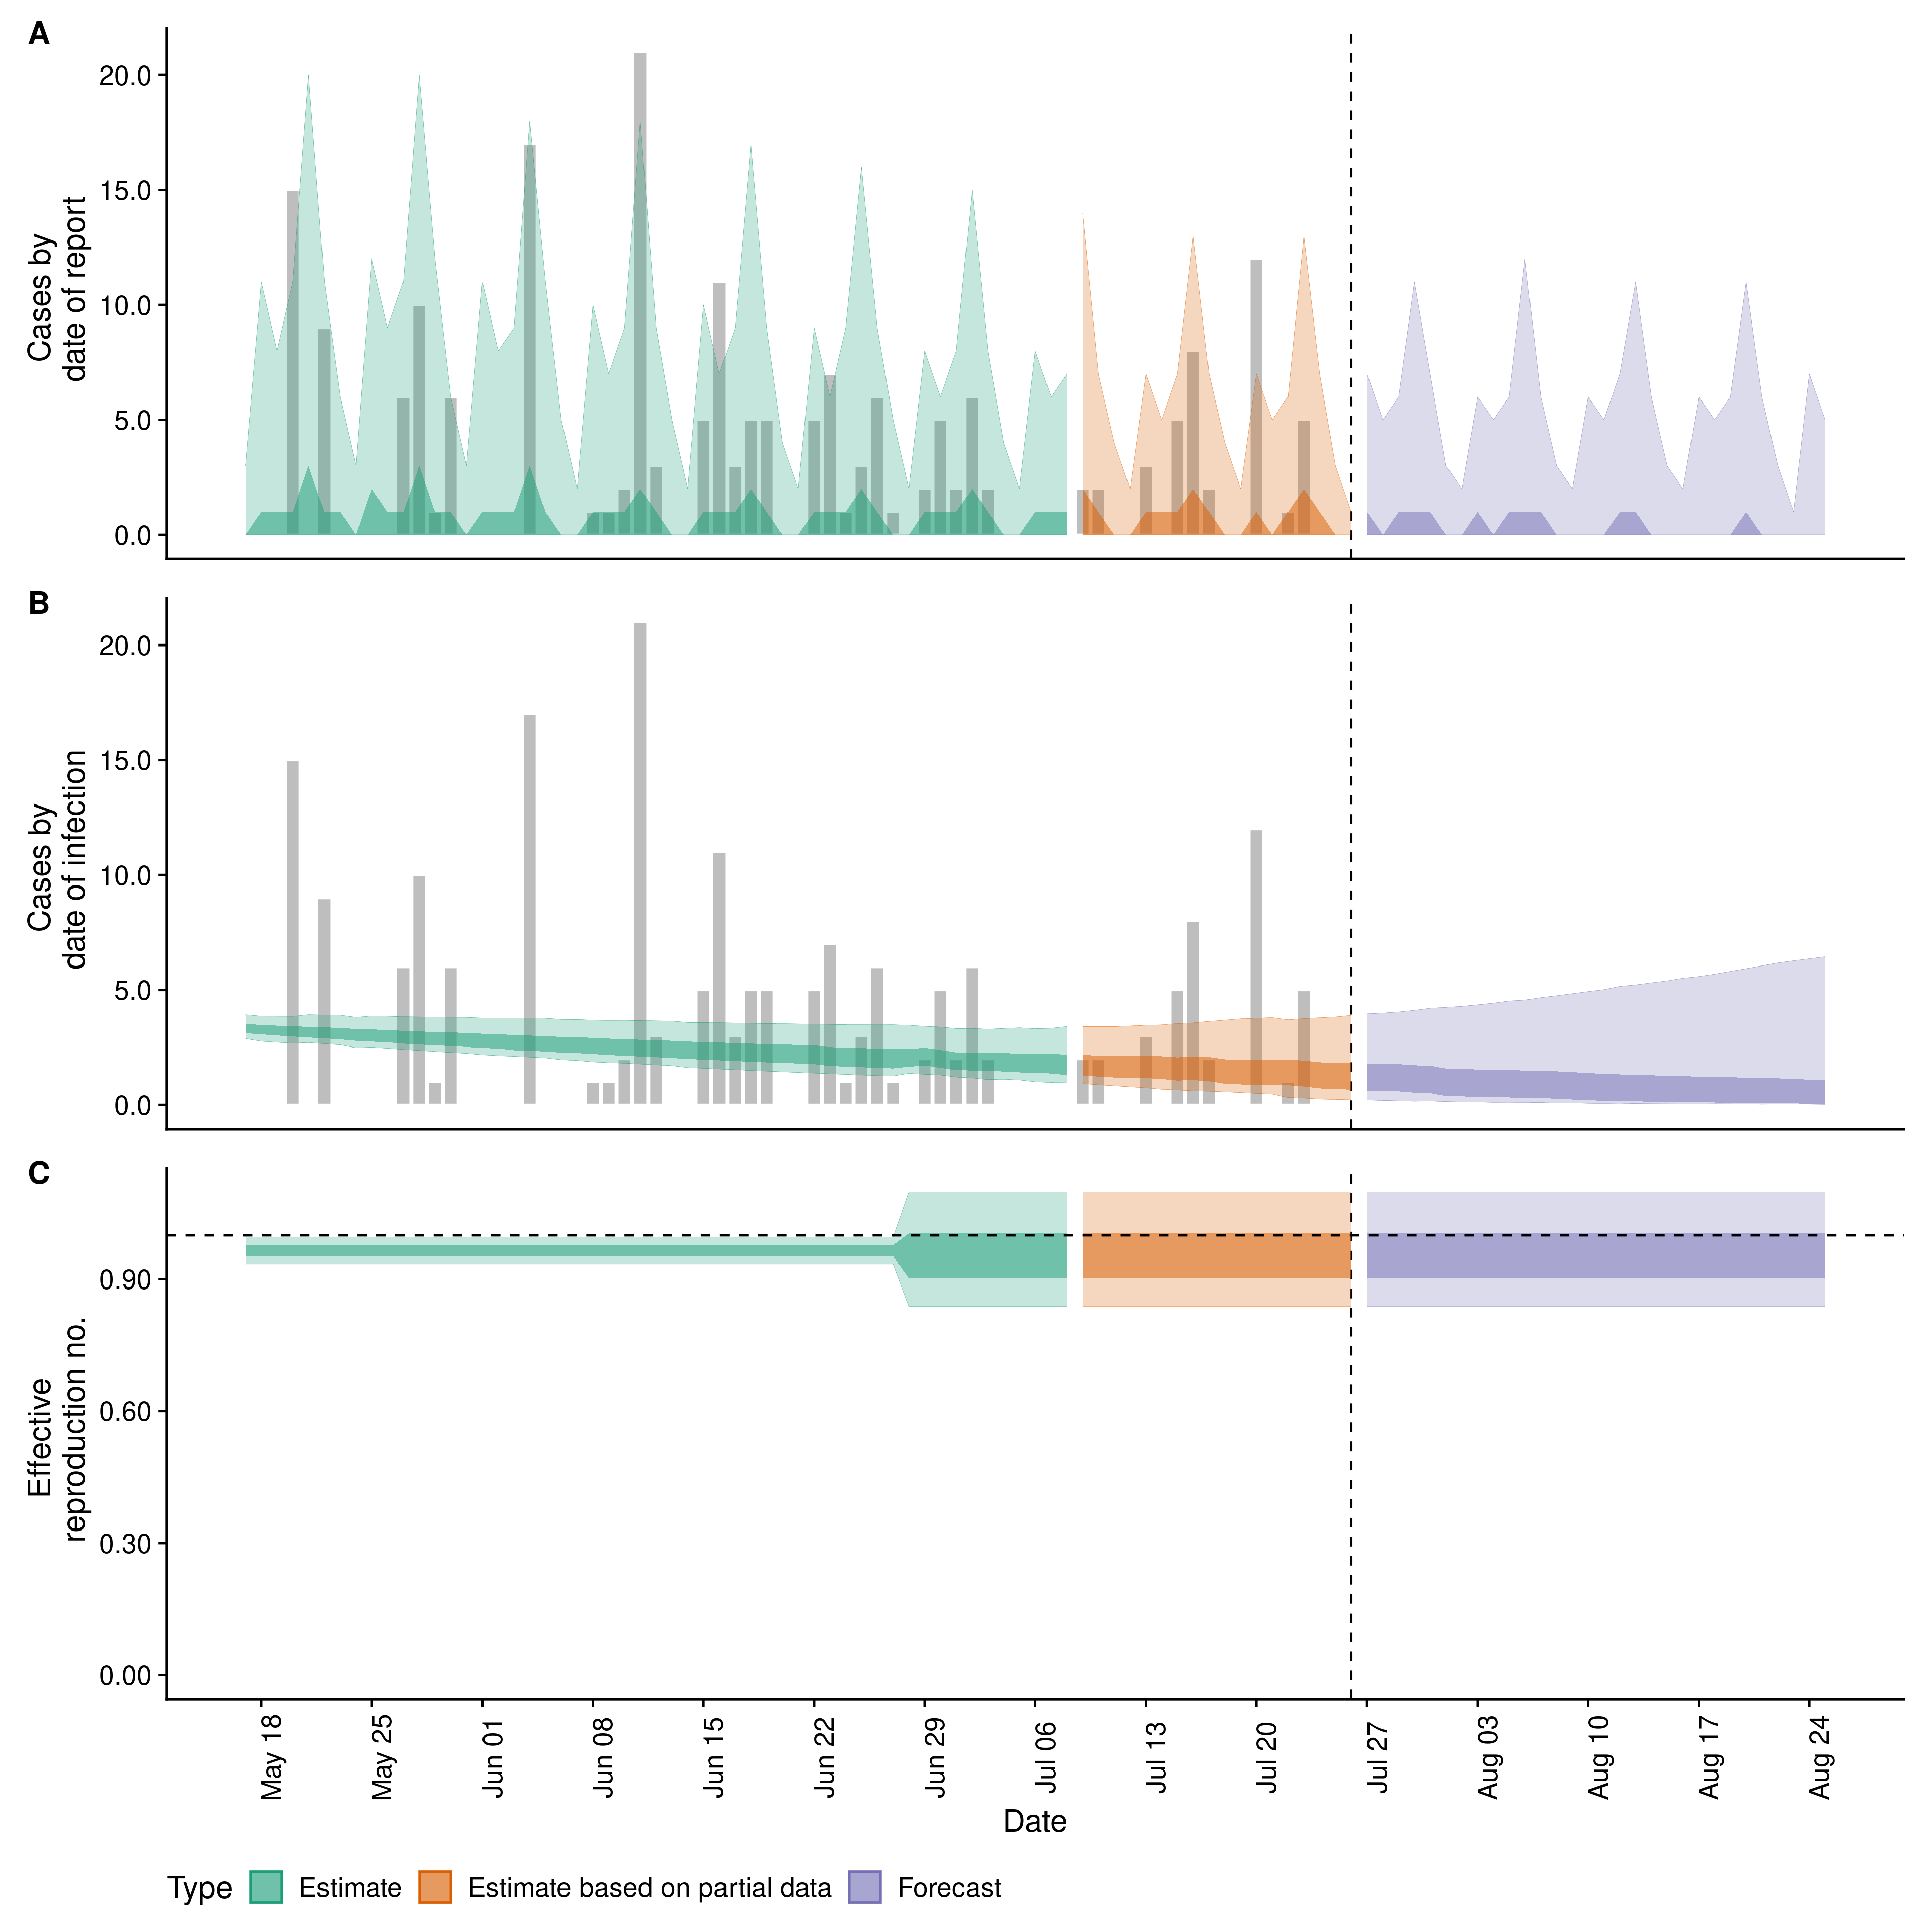 A
20.0
15.0
10.0
5.0
0.0
Cases by
date of report
B
20.0
15.0
10.0
5.0
0.0
Cases by
date of infection
C
0.90
0.60
0.30
0.00
Effective
reproduction no.
May 18
May 25
Jun 01
Jun 08
Jun 15
Jun 22
Jun 29
Jul 06
Jul 13
Jul 20
Jul 27
Aug 03
Aug 10
Aug 17
Aug 24
Date
Type Estimate Estimate based on partial data Forecast